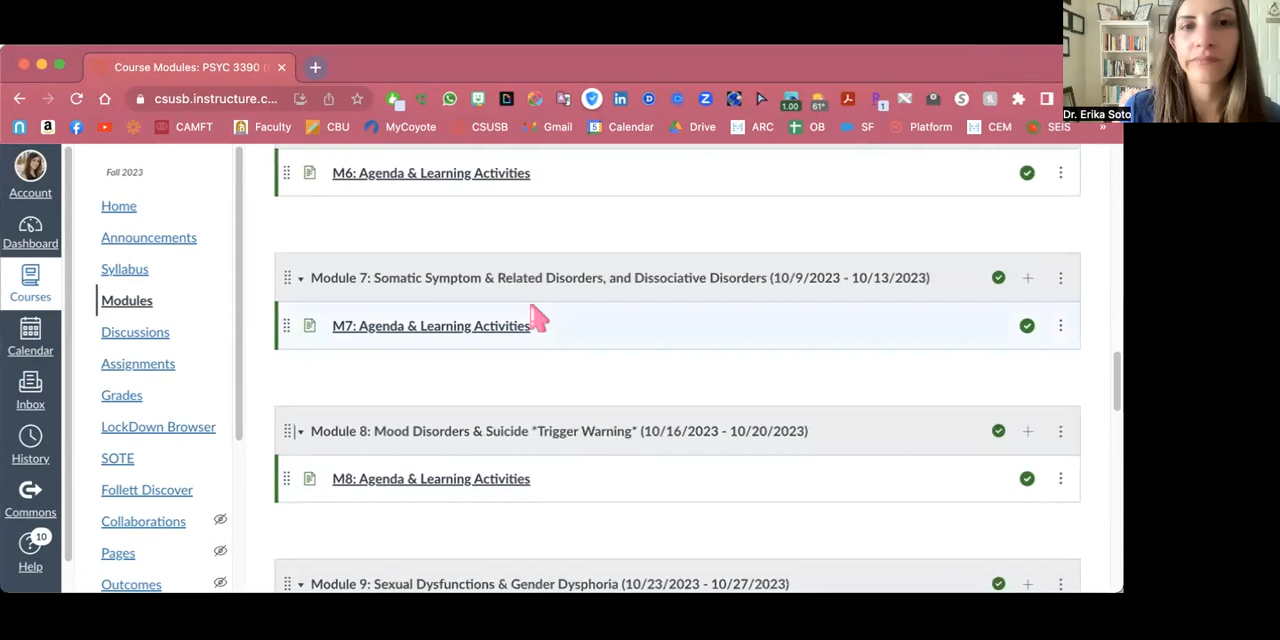 Course Modules: PSYC 3390 (
csusb.instructure.c...
1.00
61°
1
CAMFT
Faculty
CBU
MyCoyote
CSUSB
Gmail
Calendar
Drive
ARC
OB
SF
Platform
CEM
SEIS
»
Dr. Erika Soto
Account
Dashboard
Courses
Calendar
Inbox
History
Commons
10
Help
Fall 2023
Home
Announcements
Syllabus
Modules
Discussions
Assignments
Grades
LockDown Browser
SOTE
Follett Discover
Collaborations
Pages
Outcomes
M6: Agenda & Learning Activities
Module 7: Somatic Symptom & Related Disorders, and Dissociative Disorders (10/9/2023 - 10/13/2023)
M7: Agenda & Learning Activities
Module 8: Mood Disorders & Suicide *Trigger Warning* (10/16/2023 - 10/20/2023)
M8: Agenda & Learning Activities
Module 9: Sexual Dysfunctions & Gender Dysphoria (10/23/2023 - 10/27/2023)